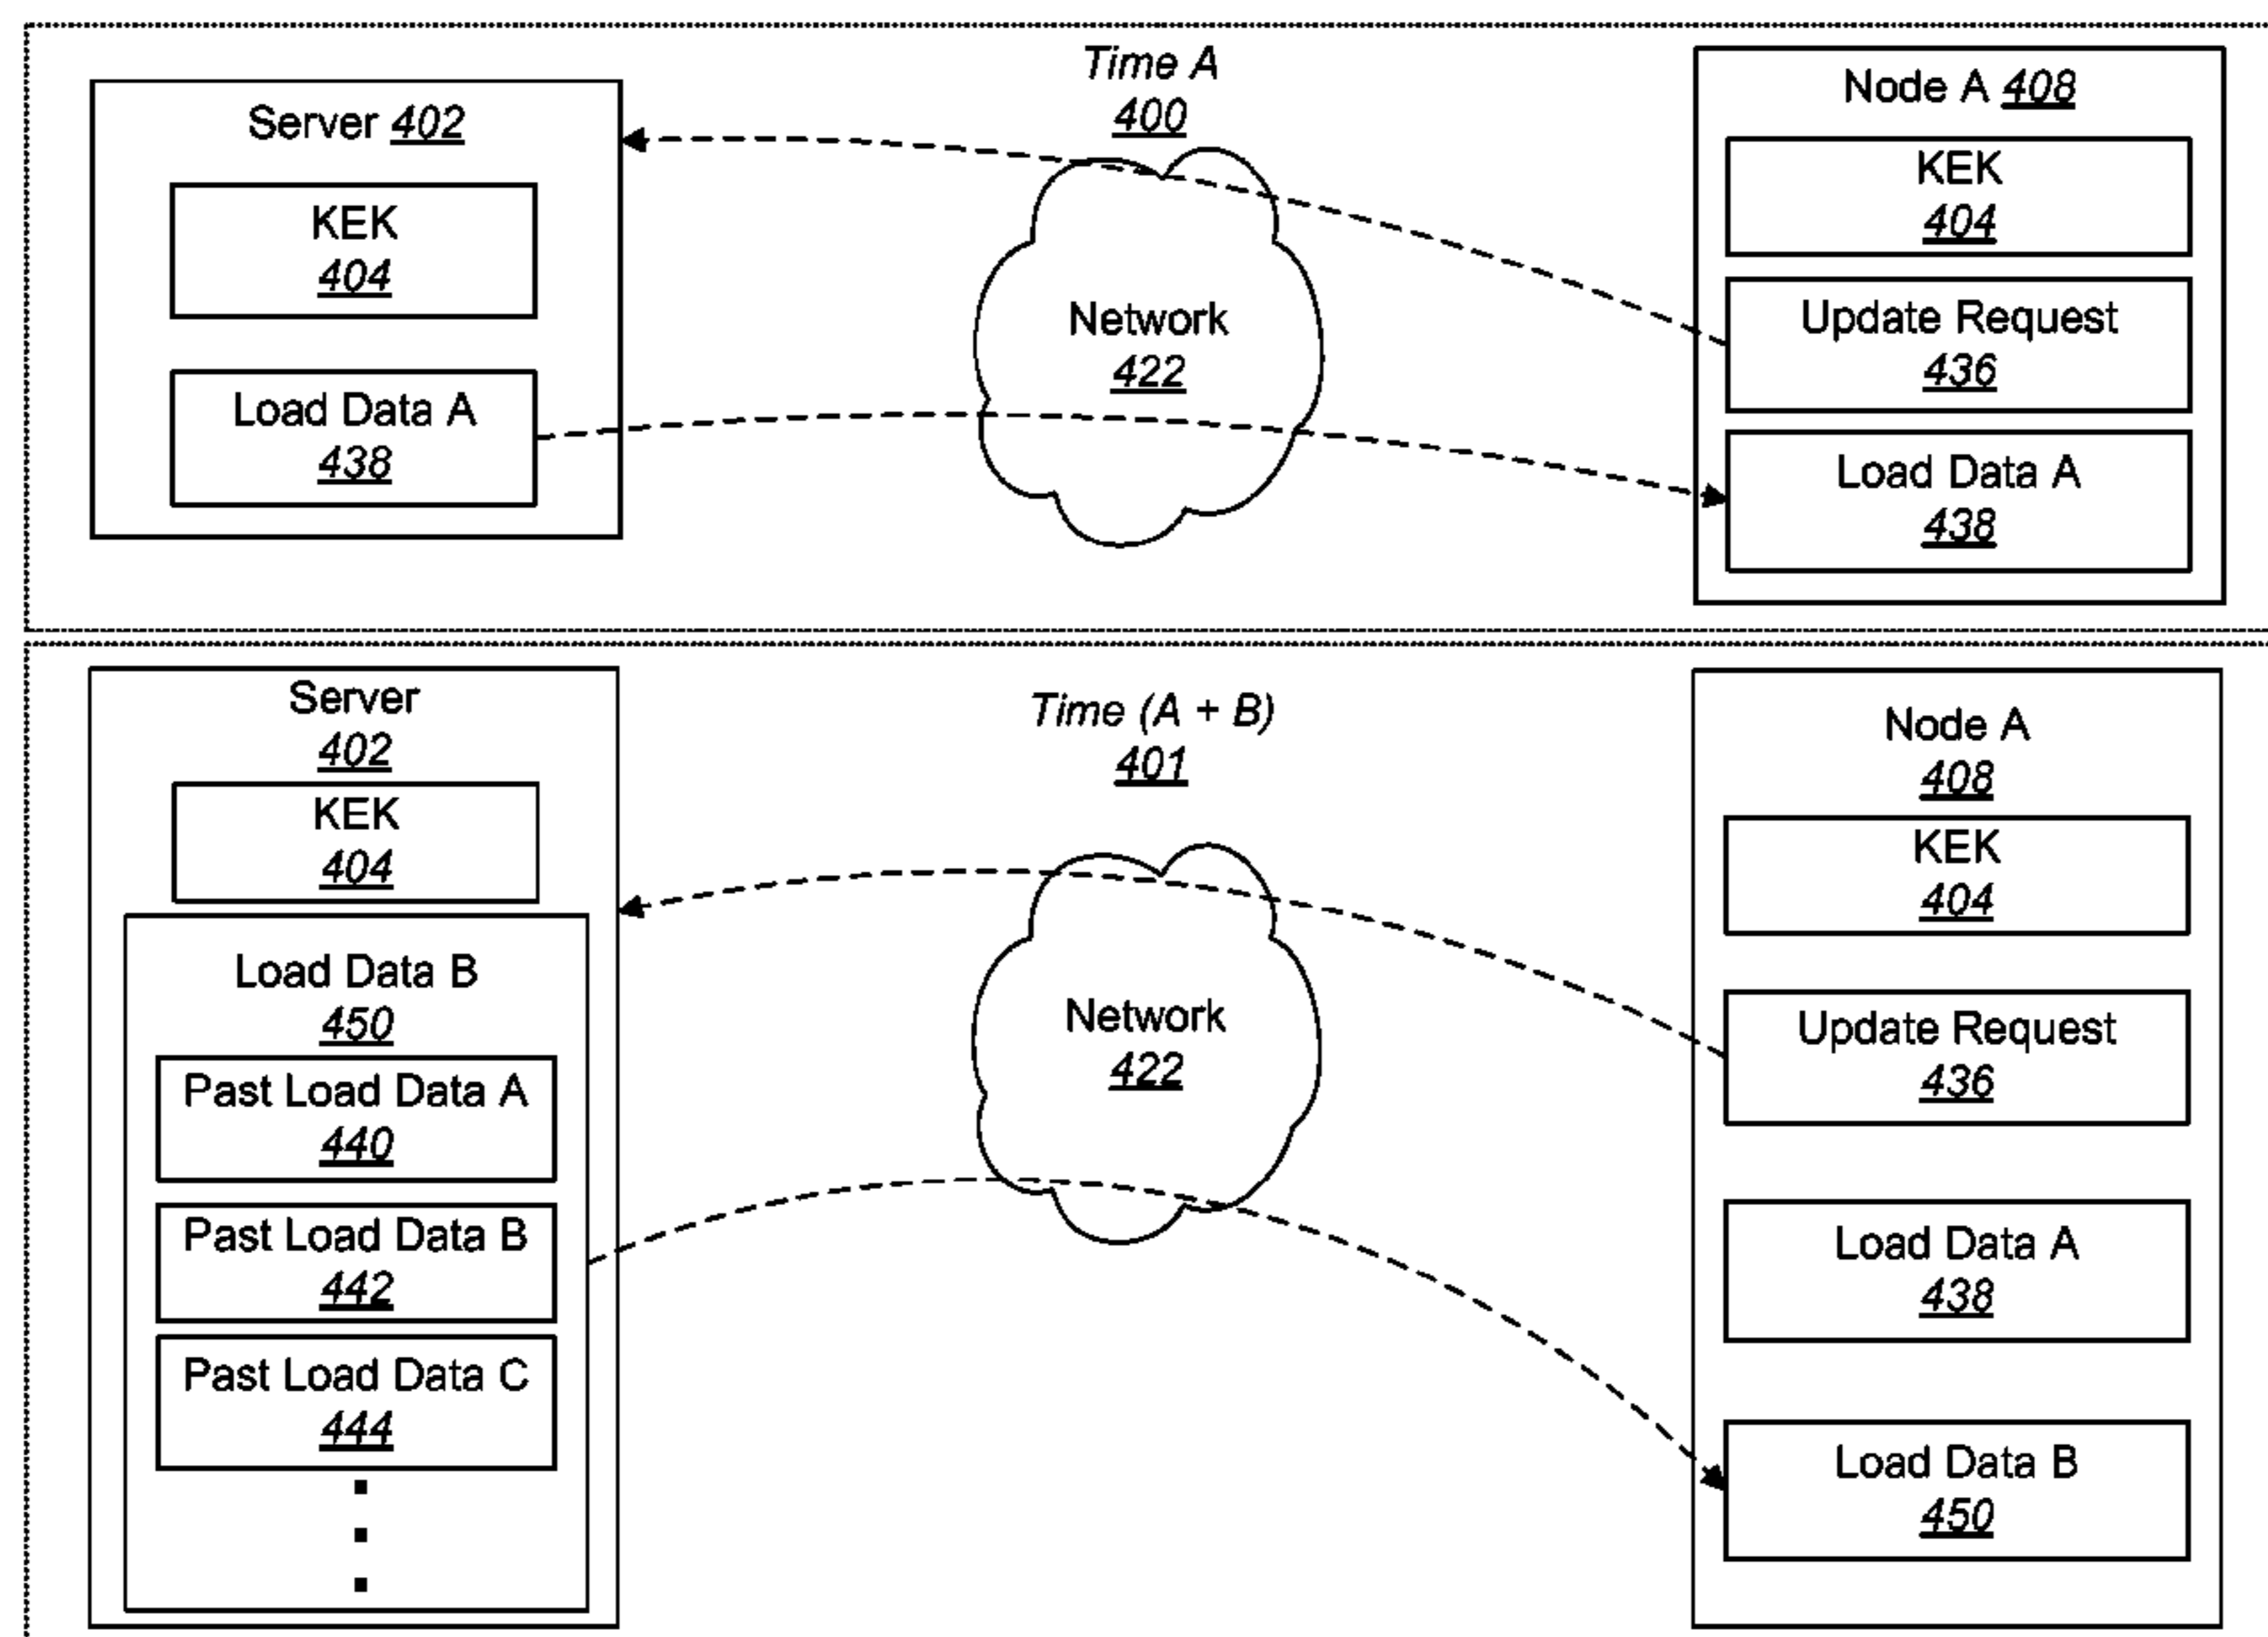 Time A
400
Server 402
KEK
404
Load Data A
438
Network
422
Node A 408
KEK
404
Update Request
436
Load Data A
438
Time (A + B)
401
Server
402
KEK
404
Load Data B
450
Past Load Data A
440
Past Load Data B
442
Past Load Data C
444
Network
422
Node A
408
KEK
404
Update Request
436
Load Data A
438
Load Data B
450